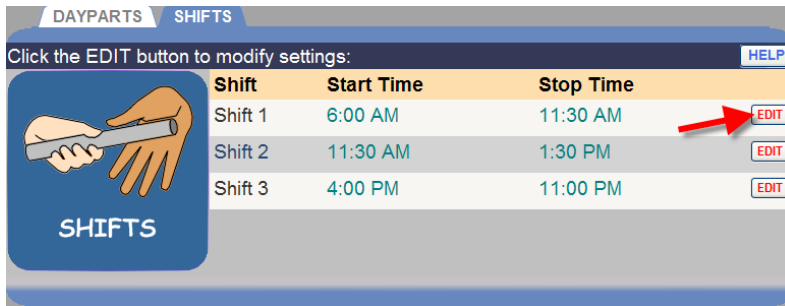 DAYPARTS SHIFTS
Click the EDIT button to modify settings: HELP
Shift Start Time Stop Time
Shift 1 6:00 AM 11:30 AM EDIT
Shift 2 11:30 AM 1:30 PM EDIT
Shift 3 4:00 PM 11:00 PM EDIT
SHIFTS